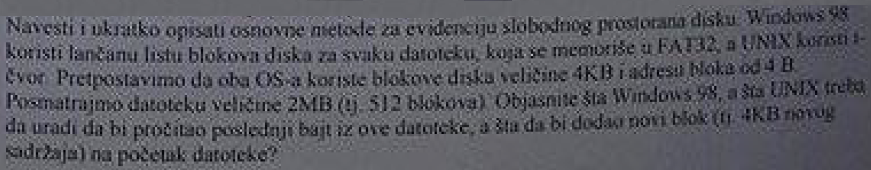 Navesti i ukratko opisati osnovne metode za evidenciju slobodnog prostorana disku. Windows 98
koristi lančanu listu blokova diska za svaku datoteku, koja se memoriše u FAT32, a UNIX koristi i-
čvor. Pretpostavimo da oba OS-a koriste blokove diska veličine 4KB i adresu bloka od 4 B.
Posmatrajmo datoteku veličine 2MB (tj. 512 blokova). Objasnite šta Windows 98, a šta UNIX treba
da uradi da bi pročitao poslednji bajt iz ove datoteke, a šta da bi dodao novi blok (tj. 4KB novog
sadržaja) na početak datoteke?